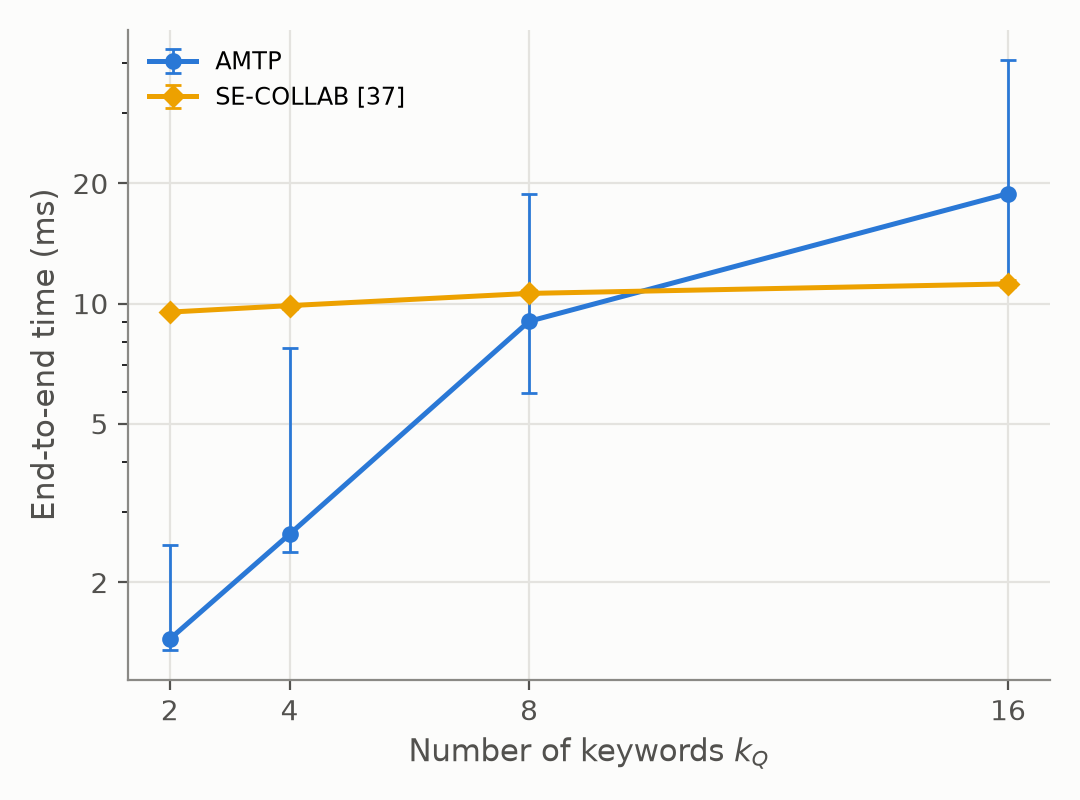 AMTP
SE-COLLAB [37]
End-to-end time (ms)
20
10
5
2
2 4 8 16
Number of keywords k_Q